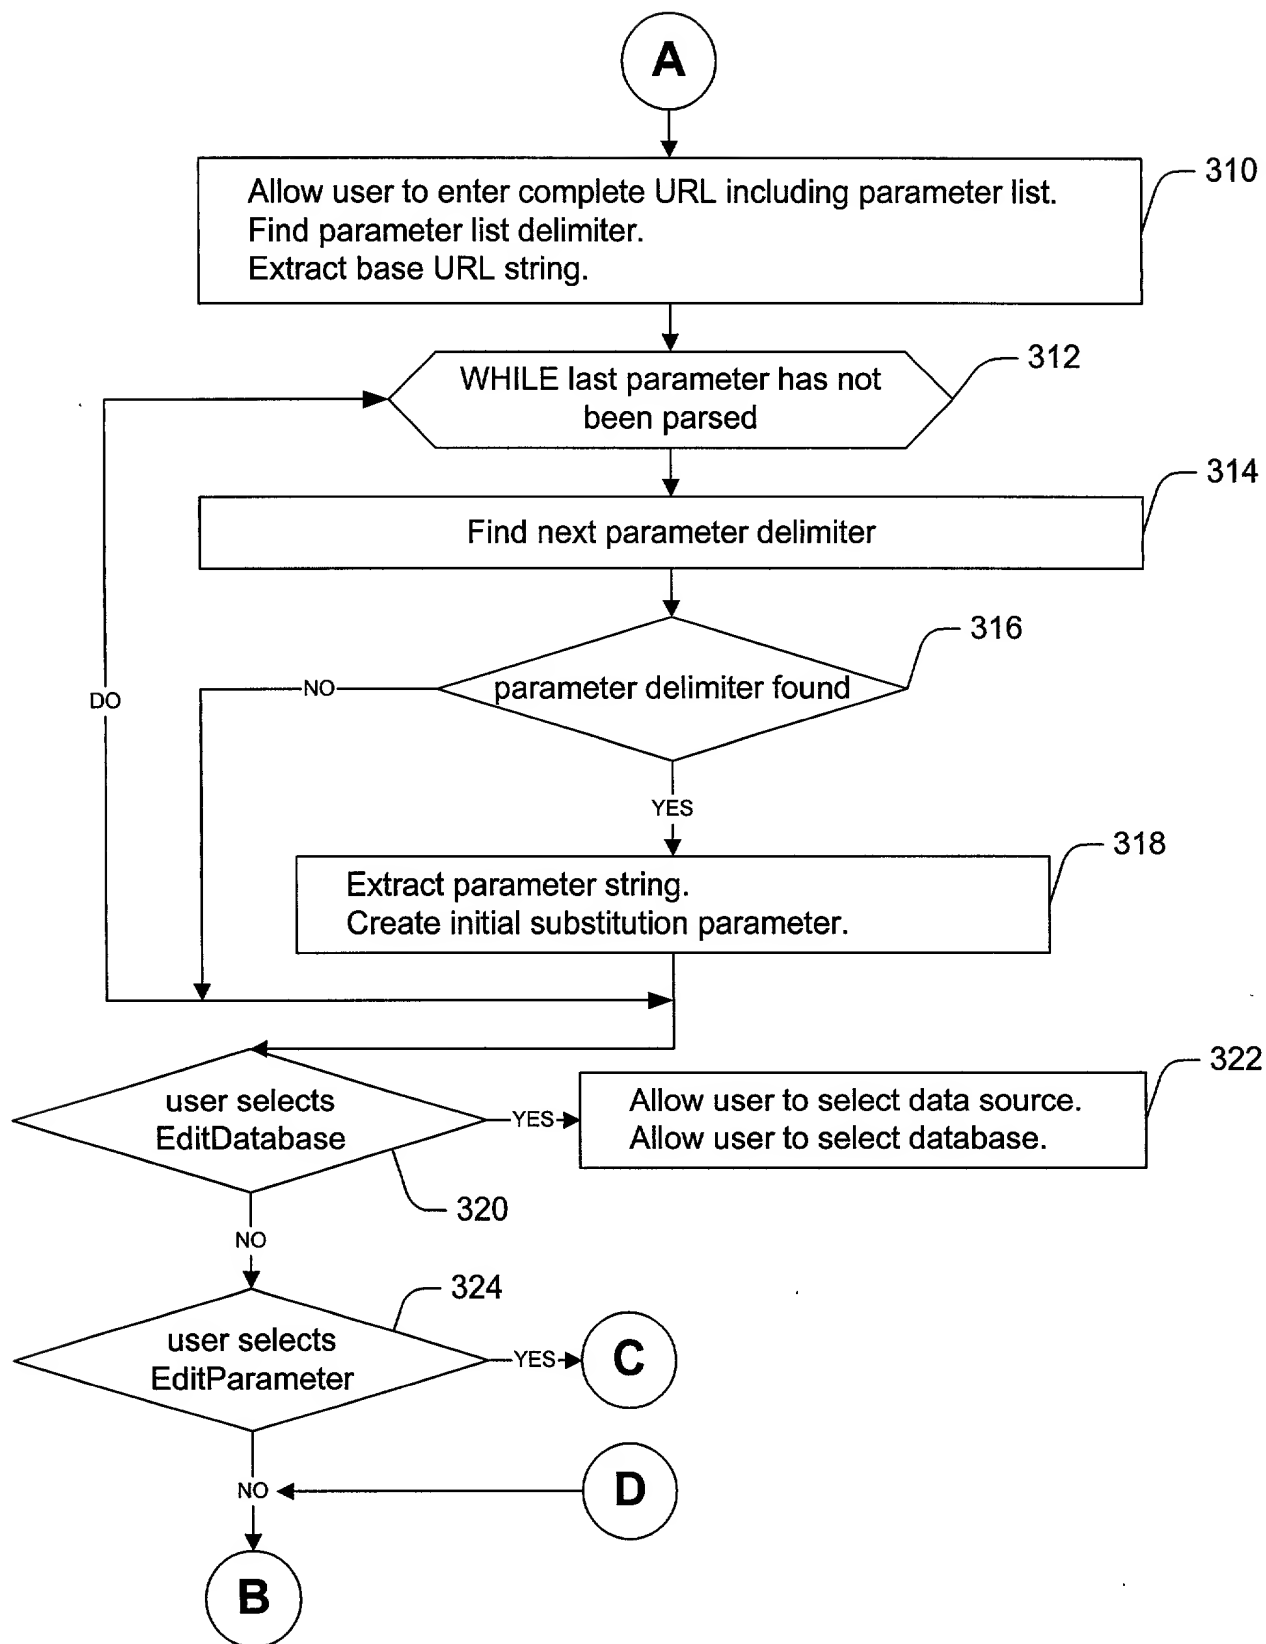 A
310
Allow user to enter complete URL including parameter list.
Find parameter list delimiter.
Extract base URL string.
312
WHILE last parameter has not
been parsed
314
Find next parameter delimiter
316
parameter delimiter found
NO
DO
YES
318
Extract parameter string.
Create initial substitution parameter.
322
user selects
EditDatabase
YES
Allow user to select data source.
Allow user to select database.
320
NO
324
user selects
EditParameter
YES
C
NO
D
B